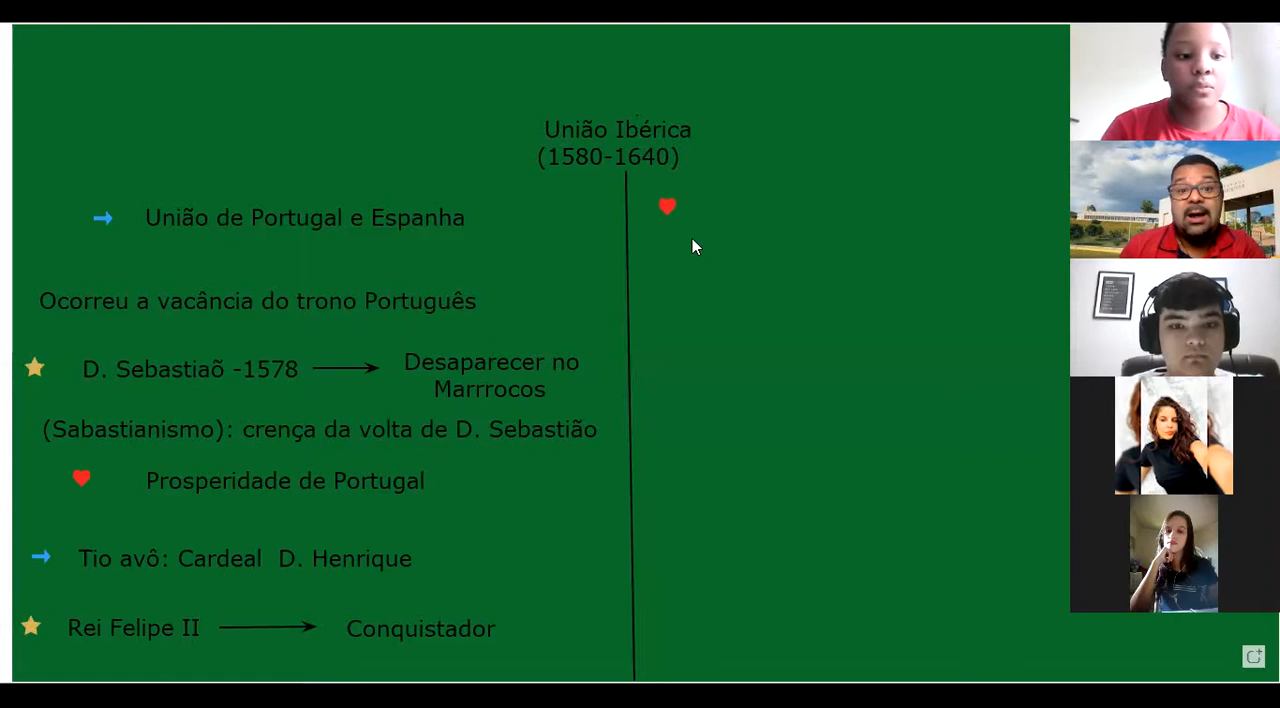 União Ibérica
(1580-1640)
União de Portugal e Espanha
Ocorreu a vacância do trono Português
D. Sebastiaõ -1578
Desaparecer no
Marrrocos
(Sabastianismo): crença da volta de D. Sebastião
Prosperidade de Portugal
Tio avô: Cardeal D. Henrique
Rei Felipe II
Conquistador